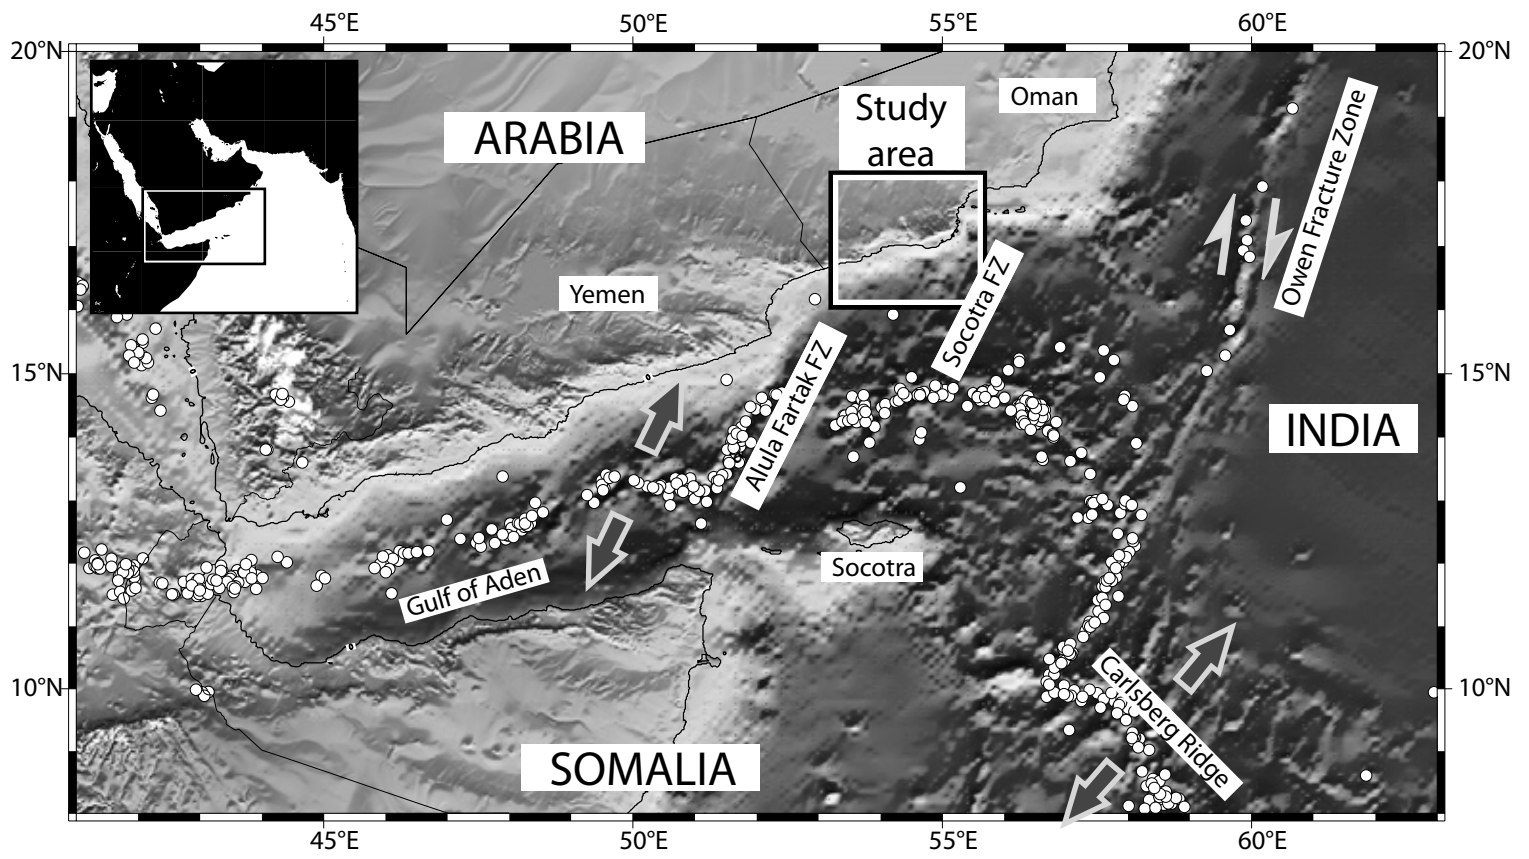 45°E
50°E
55°E
60°E
20°N
20°N
Oman
Study
area
ARABIA
Owen Fracture Zone
Yemen
Socotra FZ
15°N
15°N
Alula Fartak FZ
INDIA
Socotra
Gulf of Aden
10°N
10°N
Carlsberg Ridge
SOMALIA
45°E
50°E
55°E
60°E